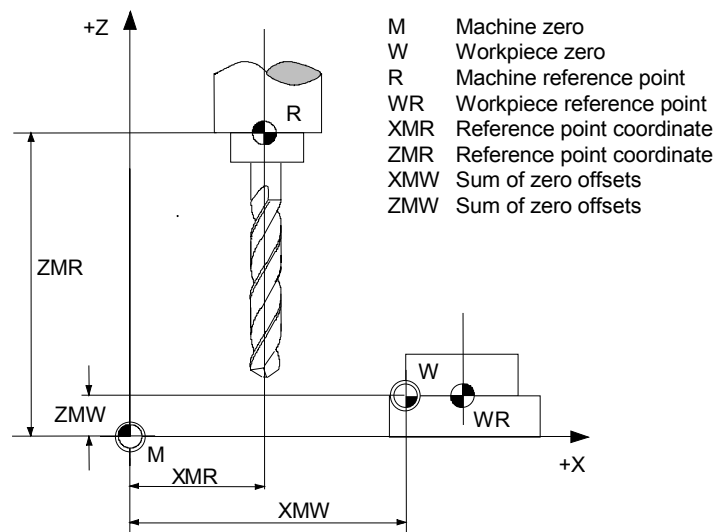 +Z
R
ZMR
ZMW
M
XMR
XMW
W
WR
+X
M Machine zero
W Workpiece zero
R Machine reference point
WR Workpiece reference point
XMR Reference point coordinate
ZMR Reference point coordinate
XMW Sum of zero offsets
ZMW Sum of zero offsets